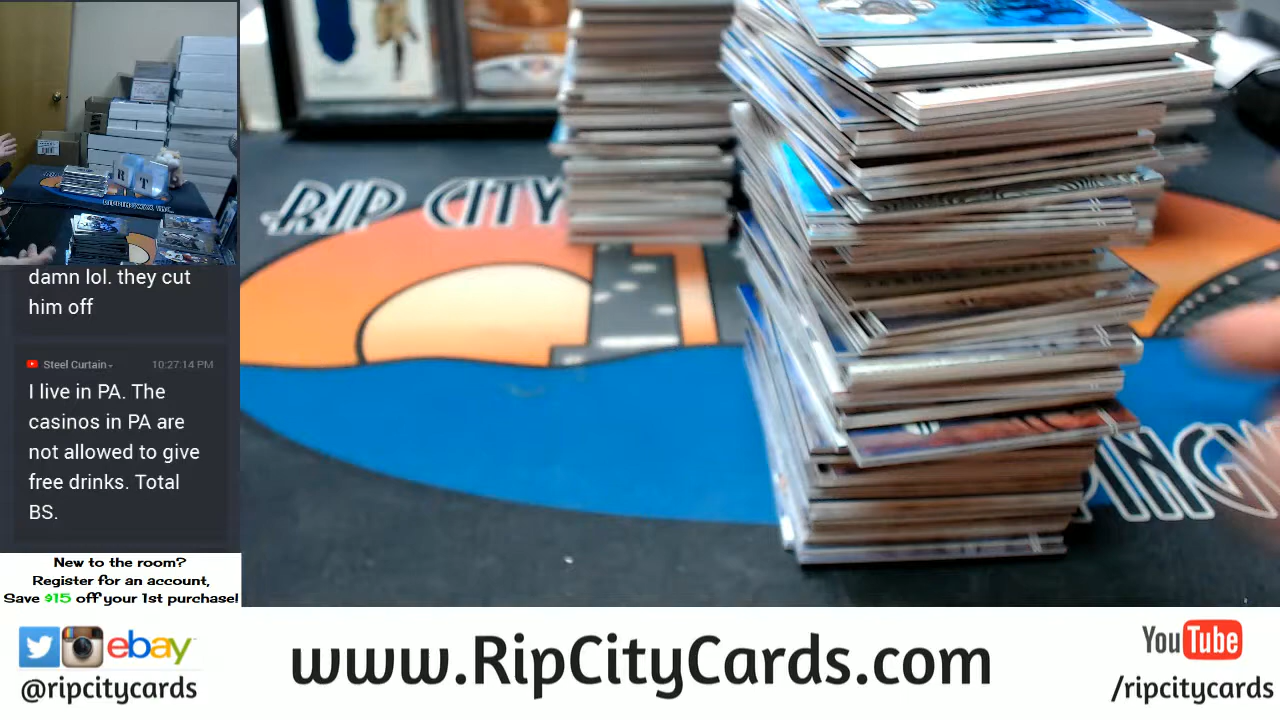 damn lol. they cut
him off
Steel Curtain
10:27:14 PM
I live in PA. The
casinos in PA are
not allowed to give
free drinks. Total
BS.
New to the room?
Register for an account,
Save $15 off your 1st purchase!
RIP CITY
R T
ebay
@ripcitycards
www.RipCityCards.com
YouTube
/ripcitycards